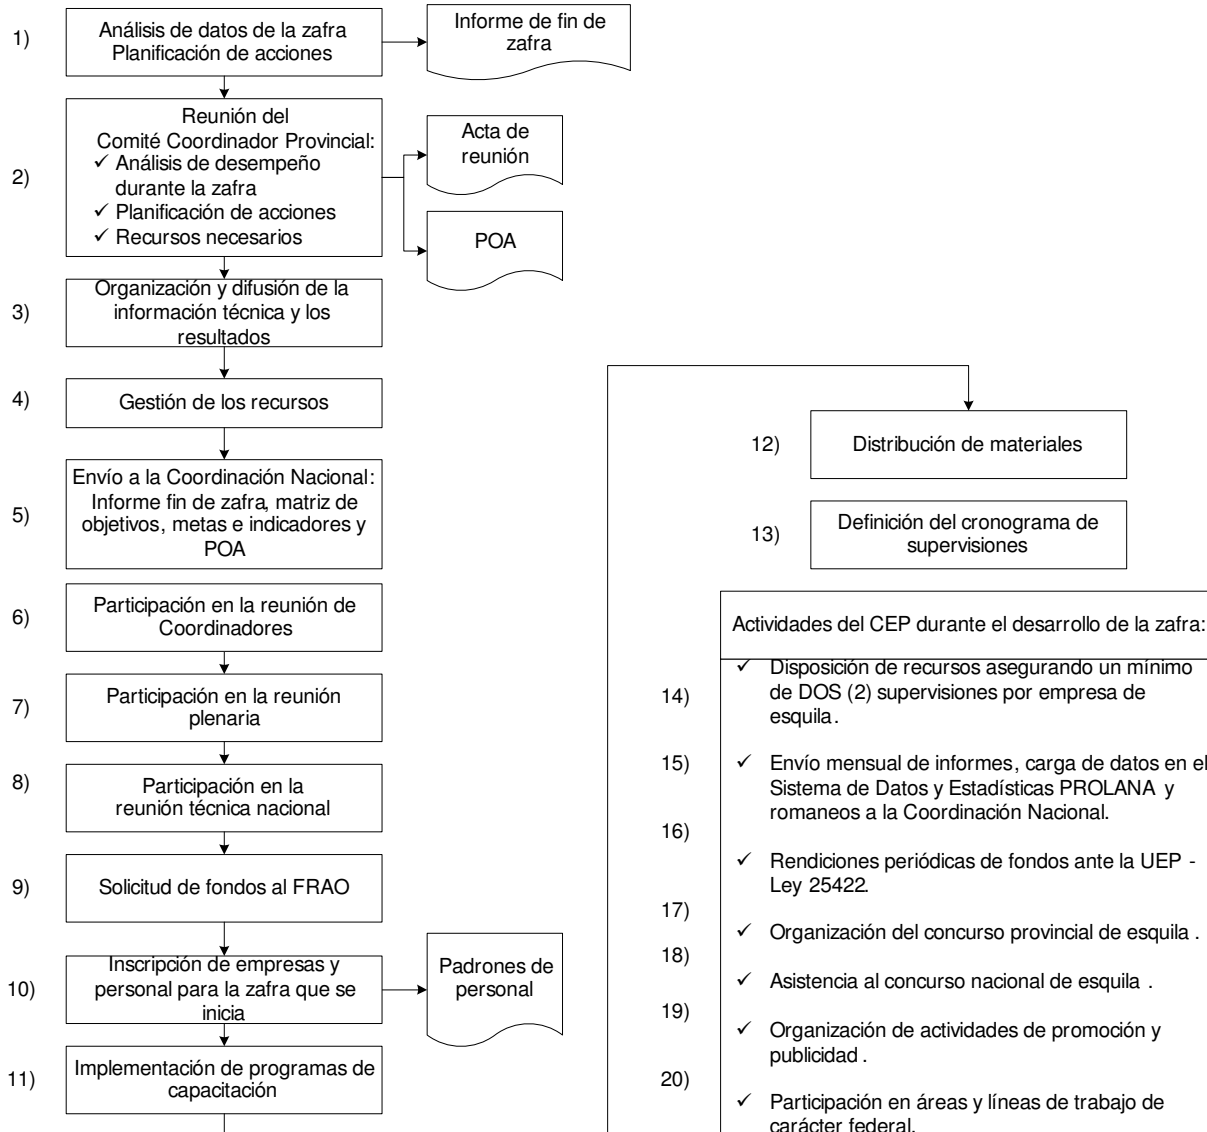 1)
Análisis de datos de la zafra
Planificación de acciones
Informe de fin de
zafra
2)
Reunión del
Comité Coordinador Provincial:
✓ Análisis de desempeño
durante la zafra
✓ Planificación de acciones
✓ Recursos necesarios
Acta de
reunión
POA
3)
Organización y difusión de la
información técnica y los
resultados
4)
Gestión de los recursos
5)
Envío a la Coordinación Nacional:
Informe fin de zafra, matriz de
objetivos, metas e indicadores y
POA
6)
Participación en la reunión de
Coordinadores
7)
Participación en la reunión
plenaria
8)
Participación en la
reunión técnica nacional
9)
Solicitud de fondos al FRAO
10)
Inscripción de empresas y
personal para la zafra que se
inicia
Padrones de
personal
11)
Implementación de programas de
capacitación
12)
Distribución de materiales
13)
Definición del cronograma de
supervisiones
Actividades del CEP durante el desarrollo de la zafra:
14)
✓ Disposición de recursos asegurando un mínimo
de DOS (2) supervisiones por empresa de
esquila.
15)
✓ Envío mensual de informes, carga de datos en el
Sistema de Datos y Estadísticas PROLANA y
romaneos a la Coordinación Nacional.
16)
✓ Rendiciones periódicas de fondos ante la UEP -
Ley 25422.
17)
✓ Organización del concurso provincial de esquila .
18)
✓ Asistencia al concurso nacional de esquila .
19)
✓ Organización de actividades de promoción y
publicidad .
20)
✓ Participación en áreas y líneas de trabajo de
carácter federal.